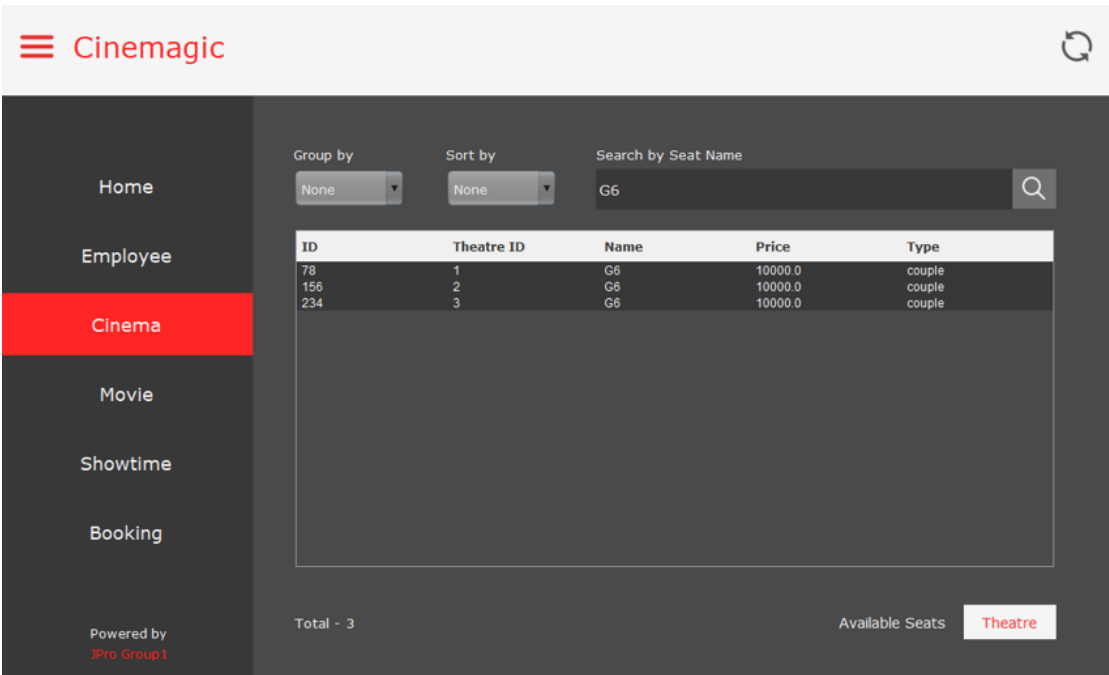 Cinemagic
Home
Employee
Cinema
Movie
Showtime
Booking
Powered by
JPro Group1
Group by Sort by Search by Seat Name
None None G6
ID Theatre ID Name Price Type
78 1 G6 10000.0 couple
156 2 G6 10000.0 couple
234 3 G6 10000.0 couple
Total - 3 Available Seats Theatre